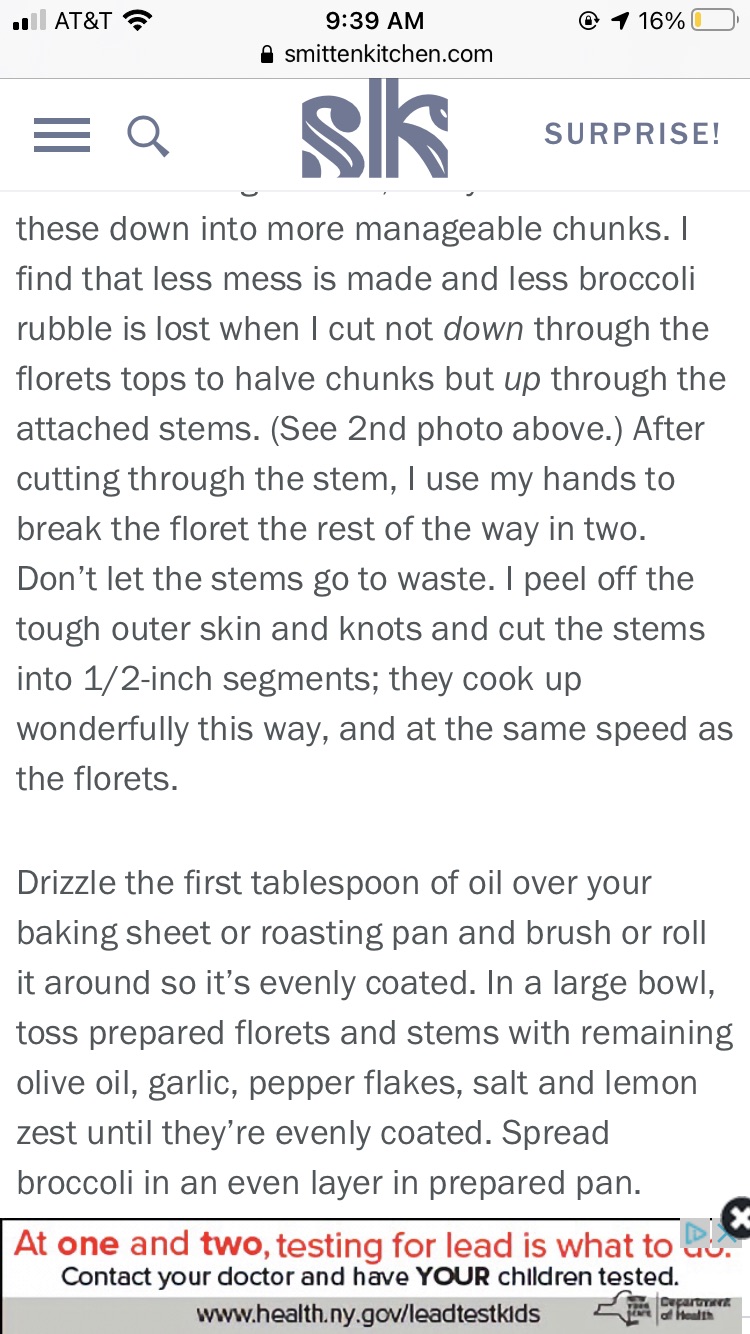 AT&T 9:39 AM 16%
smittenkitchen.com
sk SURPRISE!
these down into more manageable chunks. I
find that less mess is made and less broccoli
rubble is lost when I cut not down through the
florets tops to halve chunks but up through the
attached stems. (See 2nd photo above.) After
cutting through the stem, I use my hands to
break the floret the rest of the way in two.
Don’t let the stems go to waste. I peel off the
tough outer skin and knots and cut the stems
into 1/2-inch segments; they cook up
wonderfully this way, and at the same speed as
the florets.
Drizzle the first tablespoon of oil over your
baking sheet or roasting pan and brush or roll
it around so it’s evenly coated. In a large bowl,
toss prepared florets and stems with remaining
olive oil, garlic, pepper flakes, salt and lemon
zest until they’re evenly coated. Spread
broccoli in an even layer in prepared pan.
At one and two, testing for lead is what to do.
Contact your doctor and have YOUR children tested.
www.health.ny.gov/leadtestkids
NEW YORK STATE Department of Health